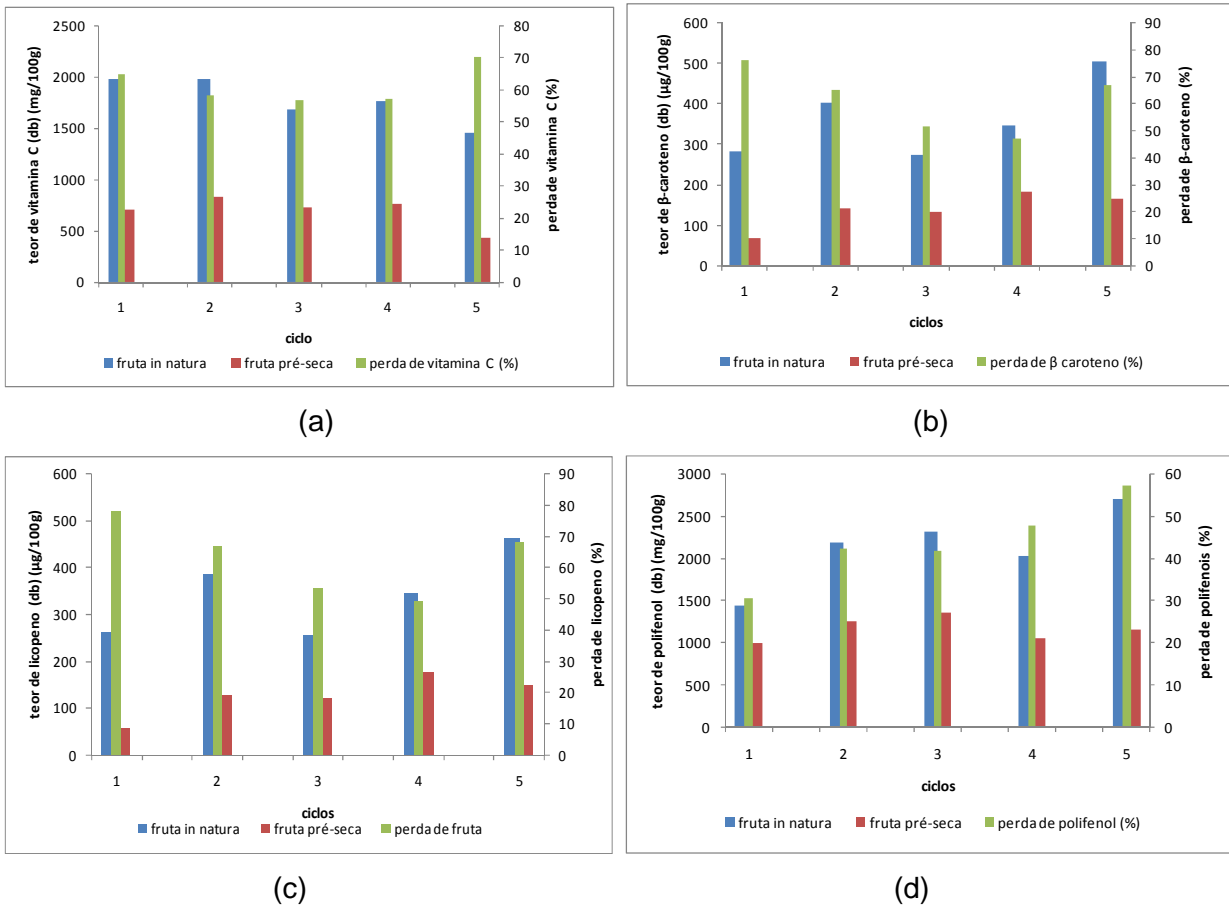 teor de vitamina C (db) (mg/100g)
2500
2000
1500
1000
500
0
80
70
60
50
40
30
20
10
0
perda de vitamina C (%)
1 2 3 4 5
ciclo
fruta in natura fruta pré-seca perda de vitamina C (%)
(a)
teor de β-caroteno (db) (µg/100g)
600
500
400
300
200
100
0
90
80
70
60
50
40
30
20
10
0
perda de β-caroteno (%)
1 2 3 4 5
ciclos
fruta in natura fruta pré-seca perda de β caroteno (%)
(b)
teor de licopeno (db) (µg/100g)
600
500
400
300
200
100
0
90
80
70
60
50
40
30
20
10
0
perda de licopeno (%)
1 2 3 4 5
ciclos
fruta in natura fruta pré-seca perda de fruta
(c)
teor de polifenol (db) (mg/100g)
3000
2500
2000
1500
1000
500
0
60
50
40
30
20
10
0
perda de polifenois (%)
1 2 3 4 5
ciclos
fruta in natura fruta pré-seca perda de polifenol (%)
(d)